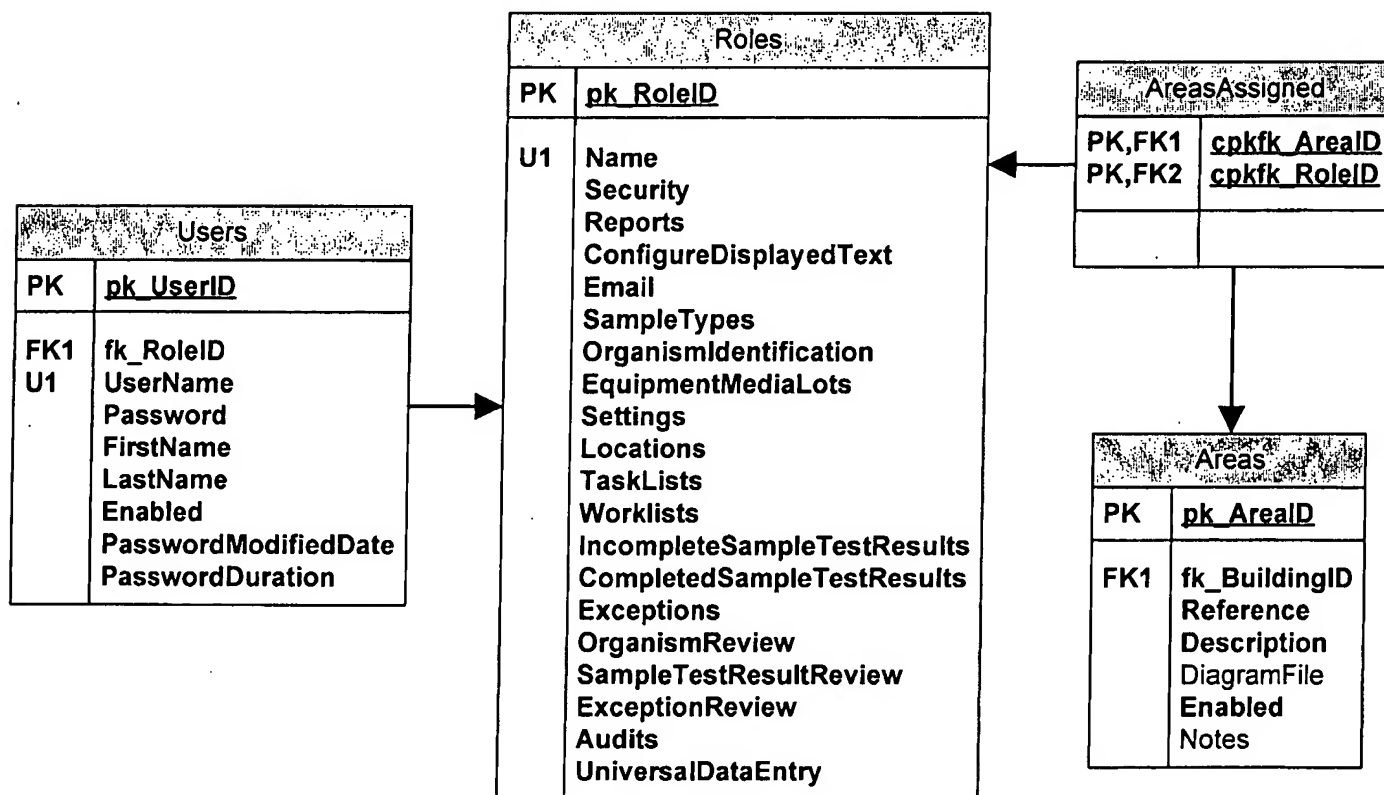 Roles
PK pk_RoleID
U1 Name
Security
Reports
ConfigureDisplayedText
Email
SampleTypes
OrganismIdentification
EquipmentMediaLots
Settings
Locations
TaskLists
Worklists
IncompleteSampleTestResults
CompletedSampleTestResults
Exceptions
OrganismReview
SampleTestResultReview
ExceptionReview
Audits
UniversalDataEntry
Users
PK pk_UserID
FK1 fk_RoleID
U1 UserName
Password
FirstName
LastName
Enabled
PasswordModifiedDate
PasswordDuration
AreasAssigned
PK,FK1 cpkfk_AreaID
PK,FK2 cpkfk_RoleID
Areas
PK pk_AreaID
FK1 fk_BuildingID
Reference
Description
DiagramFile
Enabled
Notes